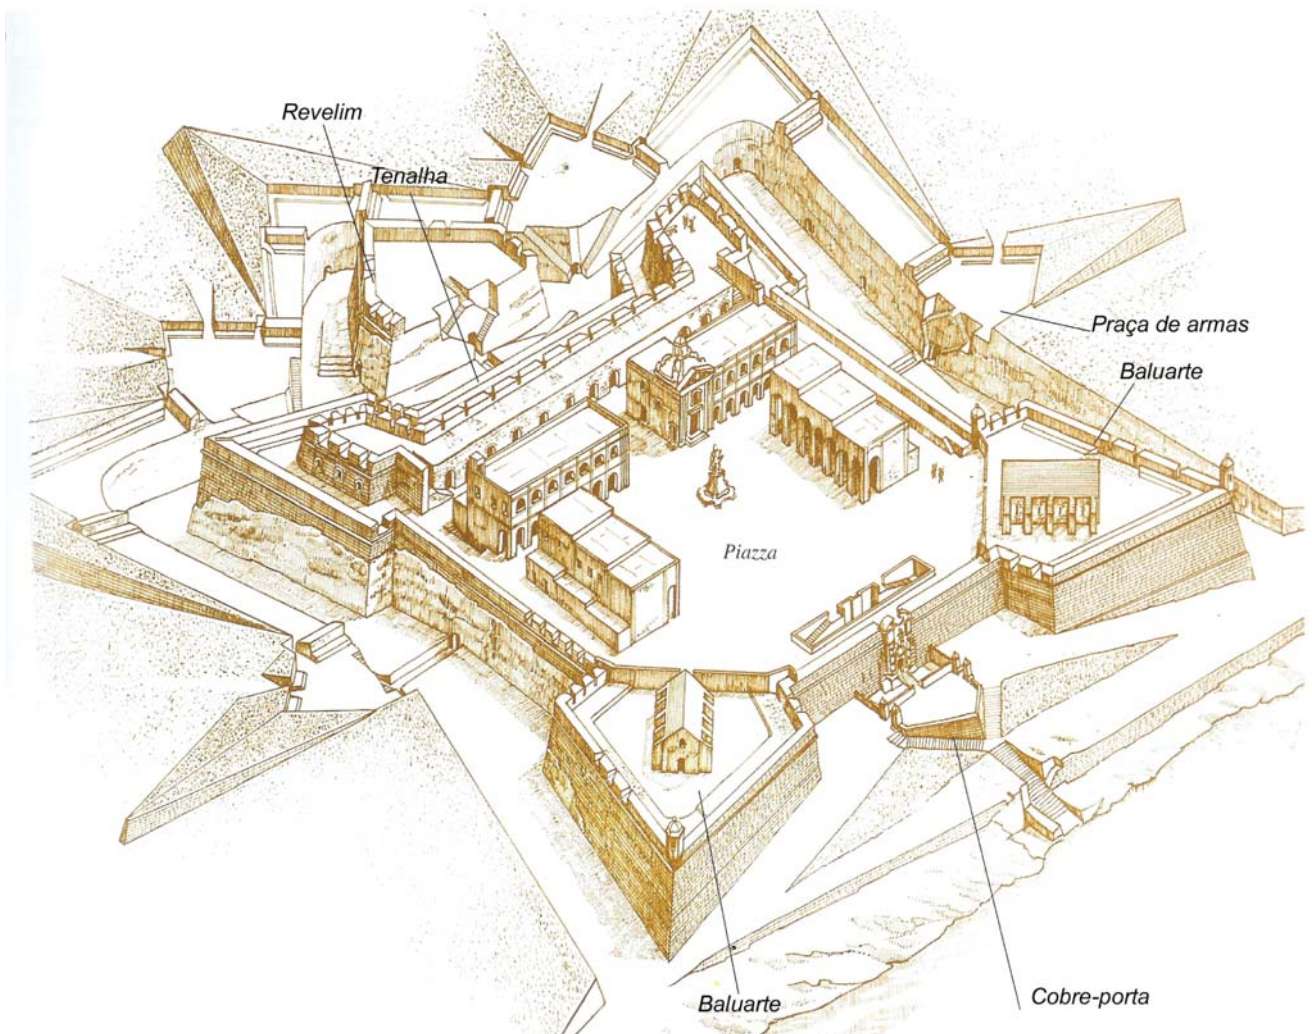 Revelim
Tenalha
Praça de armas
Baluarte
Piazza
Baluarte
Cobre-porta